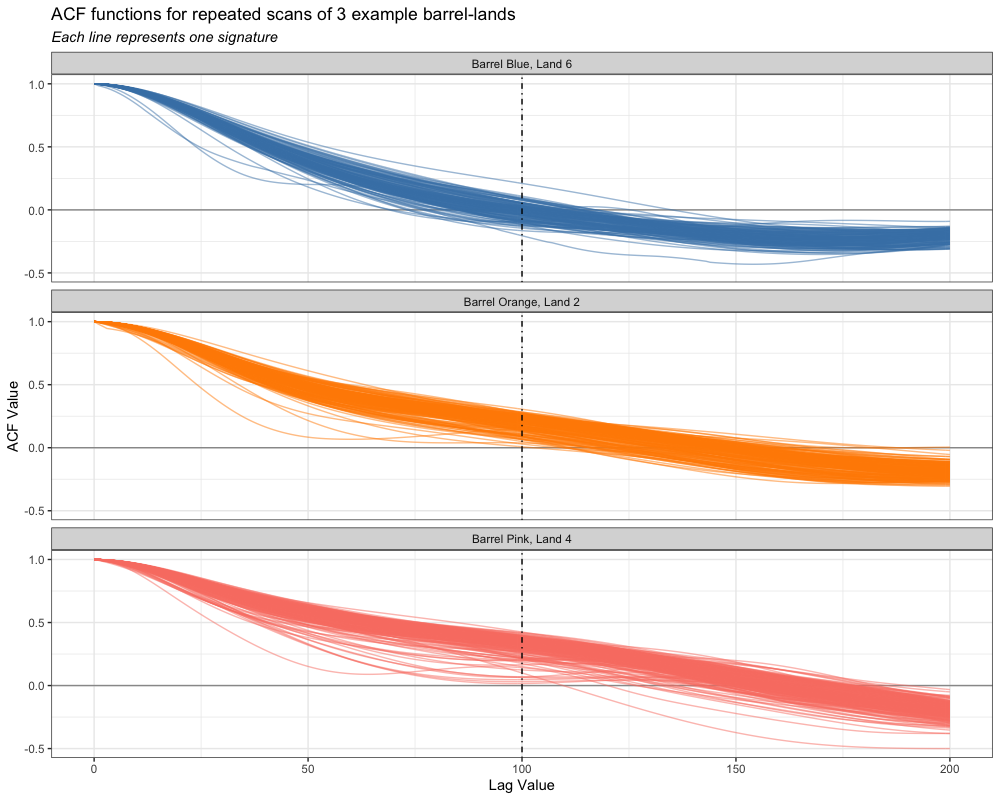 ACF functions for repeated scans of 3 example barrel-lands
Each line represents one signature
Barrel Blue, Land 6
1.0
0.5
0.0
-0.5
Barrel Orange, Land 2
1.0
0.5
0.0
-0.5
ACF Value
Barrel Pink, Land 4
1.0
0.5
0.0
-0.5
0 50 100 150 200
Lag Value